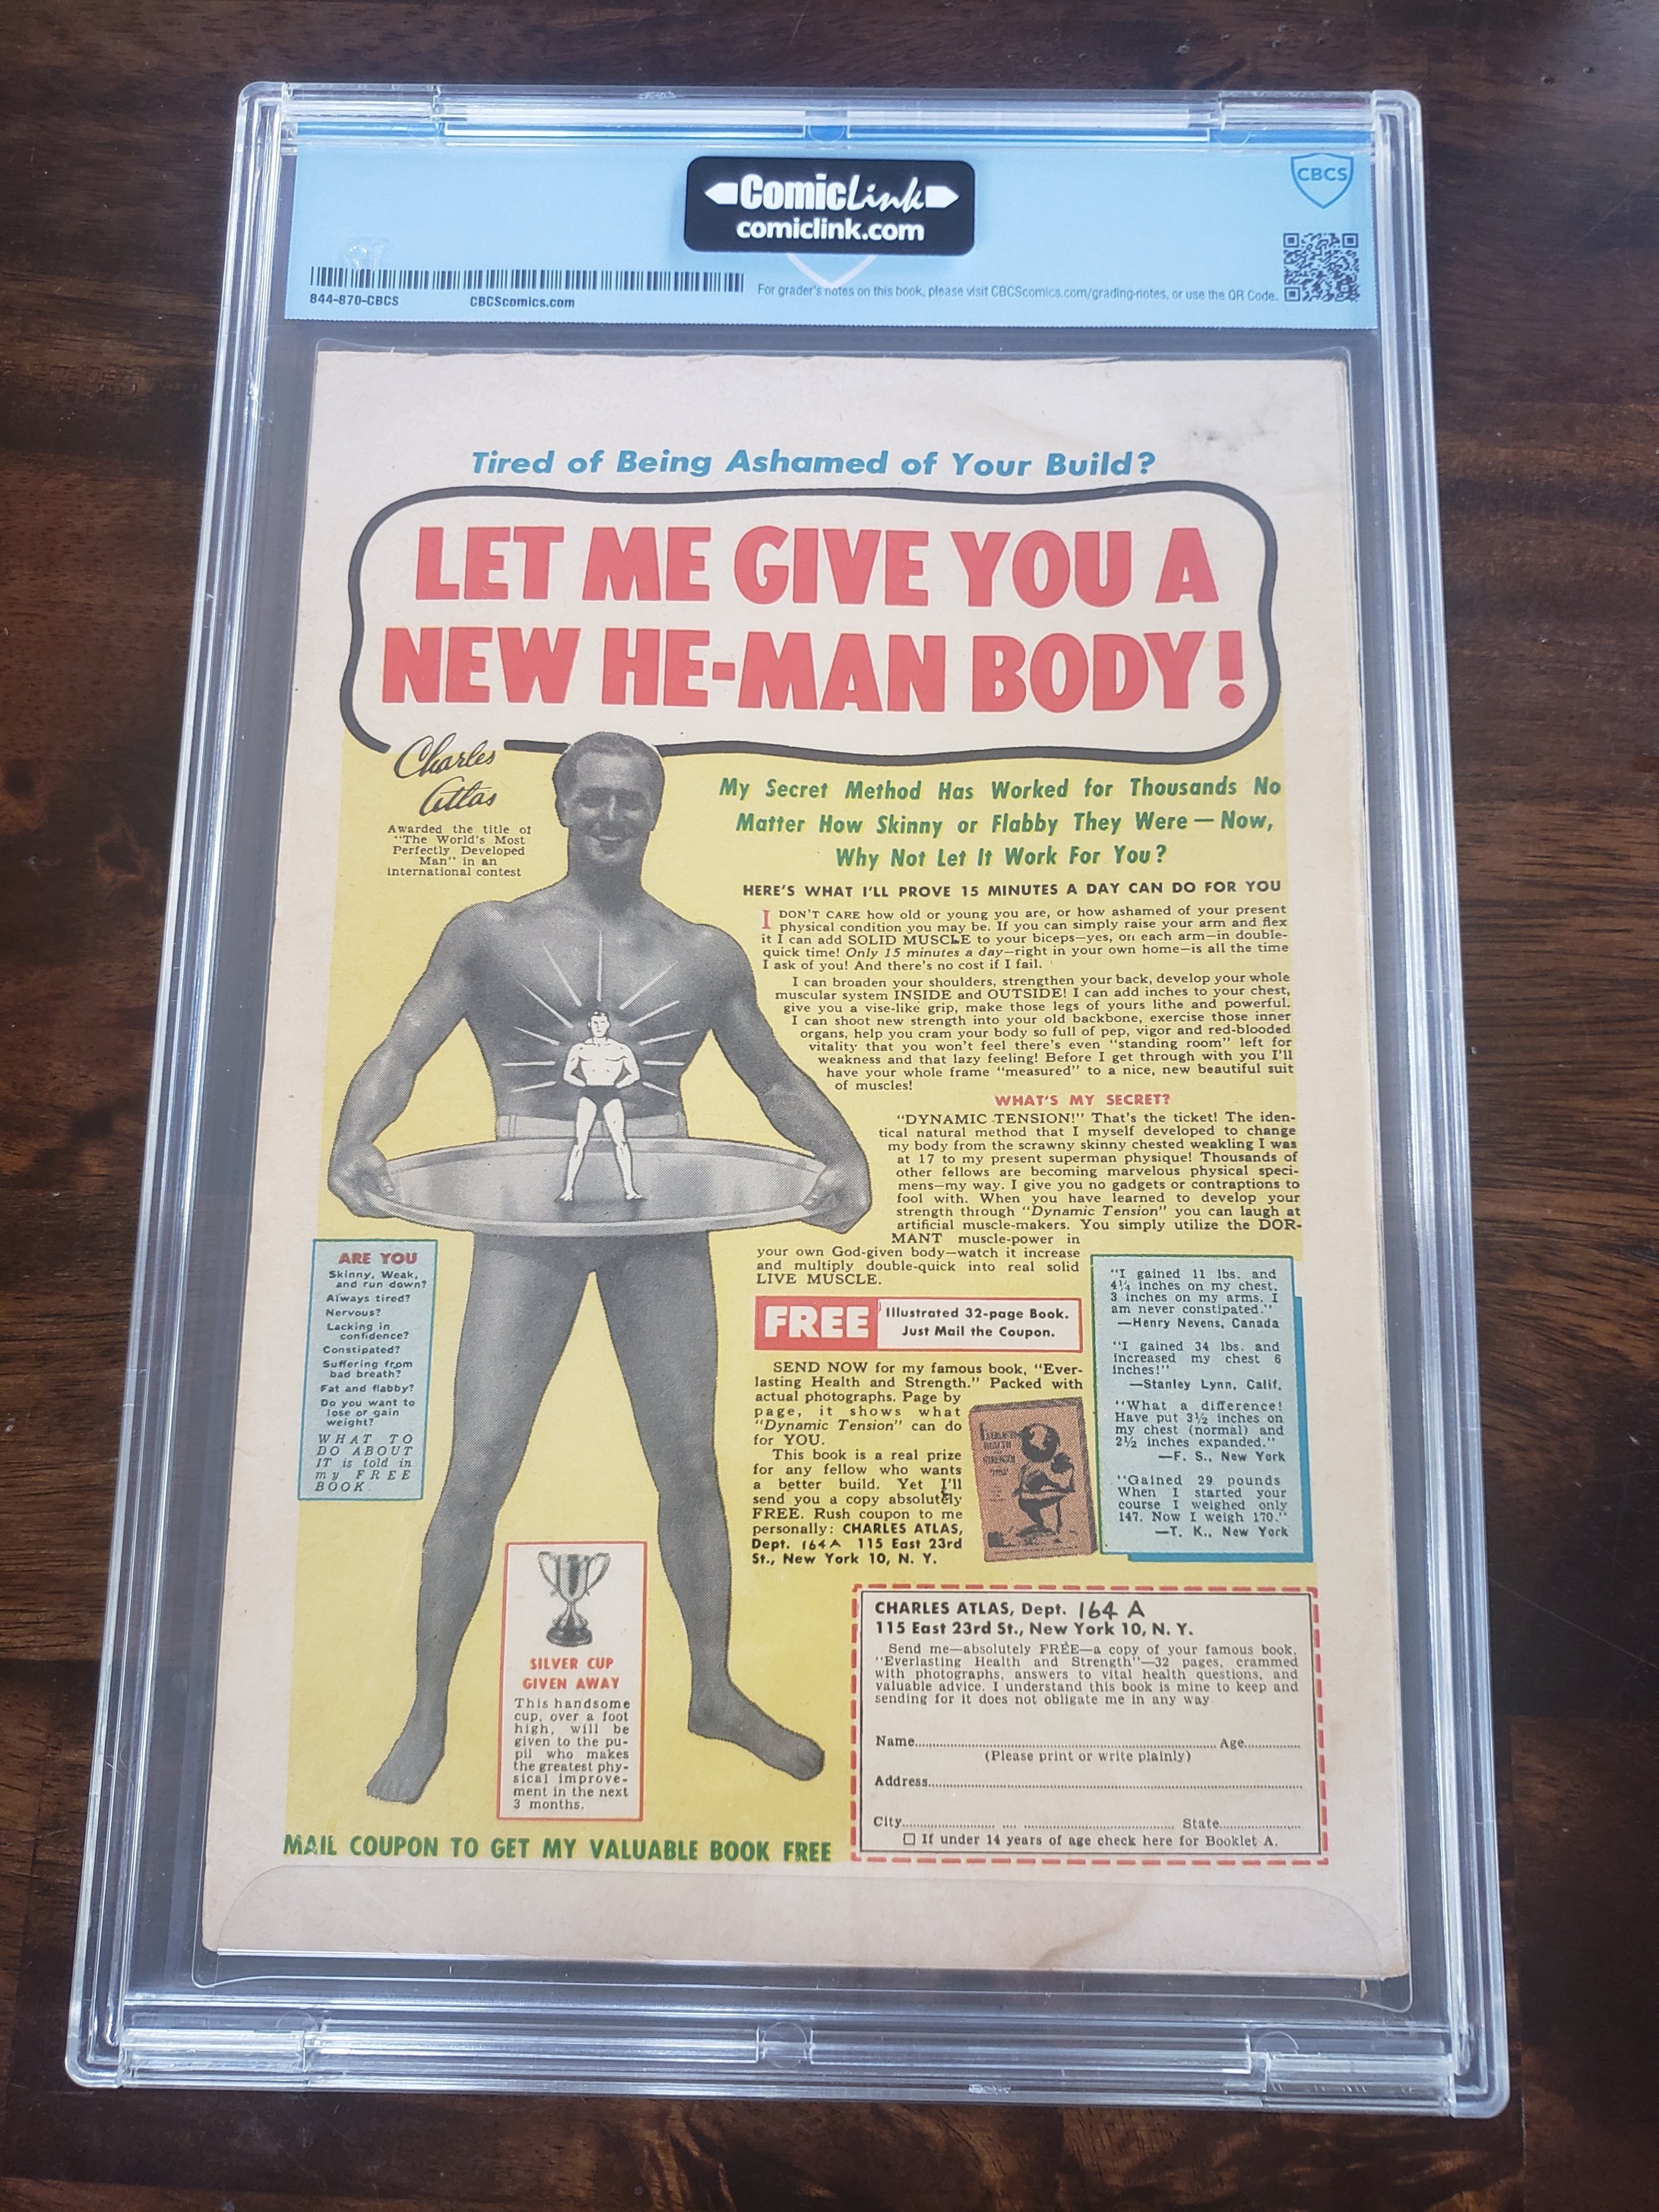 ComicLink
comiclink.com
CBCS
844-870-CBCS
CBCScomics.com
For grader's notes on this book, please visit CBCScomics.com/grading-notes, or use the QR Code.
Tired of Being Ashamed of Your Build?
LET ME GIVE YOU A
NEW HE-MAN BODY!
Charles
Atlas
Awarded the title of
"The World's Most
Perfectly Developed
Man" in an
international contest
My Secret Method Has Worked for Thousands No
Matter How Skinny or Flabby They Were — Now,
Why Not Let It Work For You?
HERE'S WHAT I'LL PROVE 15 MINUTES A DAY CAN DO FOR YOU
I DON'T CARE how old or young you are, or how ashamed of your present
physical condition you may be. If you can simply raise your arm and flex
it I can add SOLID MUSCLE to your biceps—yes, on each arm—in double-
quick time! Only 15 minutes a day—right in your own home—is all the time
I ask of you! And there's no cost if I fail.
I can broaden your shoulders, strengthen your back, develop your whole
muscular system INSIDE and OUTSIDE! I can add inches to your chest,
give you a vise-like grip, make those legs of yours lithe and powerful.
I can shoot new strength into your old backbone, exercise those inner
organs, help you cram your body so full of pep, vigor and red-blooded
vitality that you won't feel there's even "standing room" left for
weakness and that lazy feeling! Before I get through with you I'll
have your whole frame "measured" to a nice, new beautiful suit
of muscles!
WHAT'S MY SECRET?
"DYNAMIC TENSION!" That's the ticket! The iden-
tical natural method that I myself developed to change
my body from the scrawny skinny chested weakling I was
at 17 to my present superman physique! Thousands of
other fellows are becoming marvelous physical speci-
mens—my way. I give you no gadgets or contraptions to
fool with. When you have learned to develop your
strength through "Dynamic Tension" you can laugh at
artificial muscle-makers. You simply utilize the DOR-
MANT muscle-power in
your own God-given body—watch it increase
and multiply double-quick into real solid
LIVE MUSCLE.
FREE
Illustrated 32-page Book.
Just Mail the Coupon.
SEND NOW for my famous book, "Ever-
lasting Health and Strength." Packed with
actual photographs. Page by
page, it shows what
"Dynamic Tension" can do
for YOU.
This book is a real prize
for any fellow who wants
a better build. Yet I'll
send you a copy absolutely
FREE. Rush coupon to me
personally: CHARLES ATLAS,
Dept. 164A 115 East 23rd
St., New York 10, N. Y.
EVERLASTING
HEALTH
AND
STRENGTH
"I gained 11 lbs. and
4¼ inches on my chest,
3 inches on my arms. I
am never constipated."
—Henry Nevens, Canada
"I gained 34 lbs. and
increased my chest 6
inches!"
—Stanley Lynn, Calif.
"What a difference!
Have put 3½ inches on
my chest (normal) and
2½ inches expanded."
—F. S., New York
"Gained 29 pounds
When I started your
course I weighed only
147. Now I weigh 170."
—T. K., New York
ARE YOU
Skinny, Weak,
and run down?
Always tired?
Nervous?
Lacking in
confidence?
Constipated?
Suffering from
bad breath?
Fat and flabby?
Do you want to
lose or gain
weight?
WHAT TO
DO ABOUT
IT is told in
my FREE
BOOK
SILVER CUP
GIVEN AWAY
This handsome
cup, over a foot
high, will be
given to the pu-
pil who makes
the greatest phy-
sical improve-
ment in the next
3 months.
MAIL COUPON TO GET MY VALUABLE BOOK FREE
CHARLES ATLAS, Dept. 164 A
115 East 23rd St., New York 10, N. Y.
Send me—absolutely FREE—a copy of your famous book,
"Everlasting Health and Strength"—32 pages, crammed
with photographs, answers to vital health questions, and
valuable advice. I understand this book is mine to keep and
sending for it does not obligate me in any way
Name.......... Age..........
(Please print or write plainly)
Address..........
City.......... State..........
☐ If under 14 years of age check here for Booklet A.